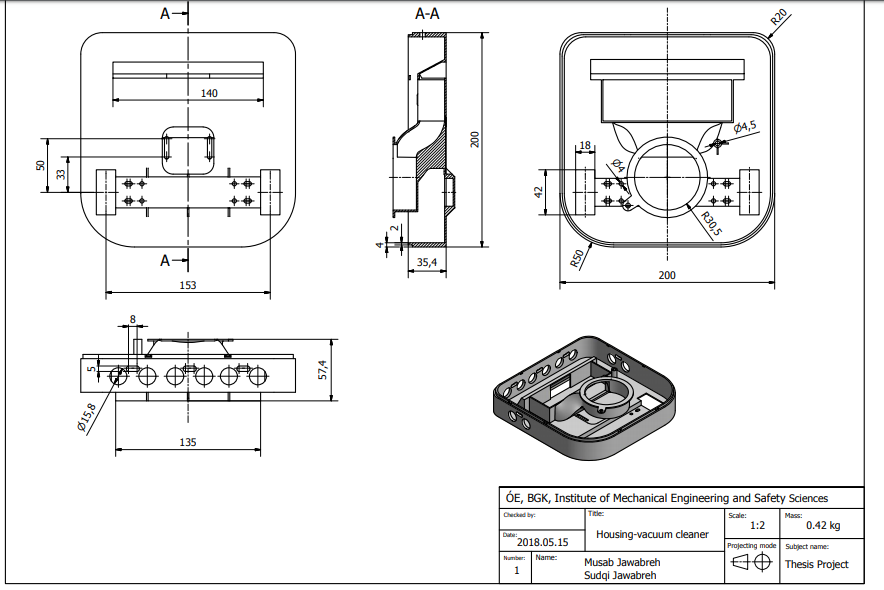 A
A-A
R20
140
50
33
A
153
200
2
4
35,4
18
Ø4,5
Ø4
42
R30,5
R50
200
8
5
Ø15,8
57,4
135
ÓE, BGK, Institute of Mechanical Engineering and Safety Sciences
Checked by:
Title:
Scale:
Mass:
1:2
0.42 kg
Date:
2018.05.15
Housing-vacuum cleaner
Projecting mode
Subject name:
Number:
Name:
1
Musab Jawabreh
Sudqi Jawabreh
Thesis Project